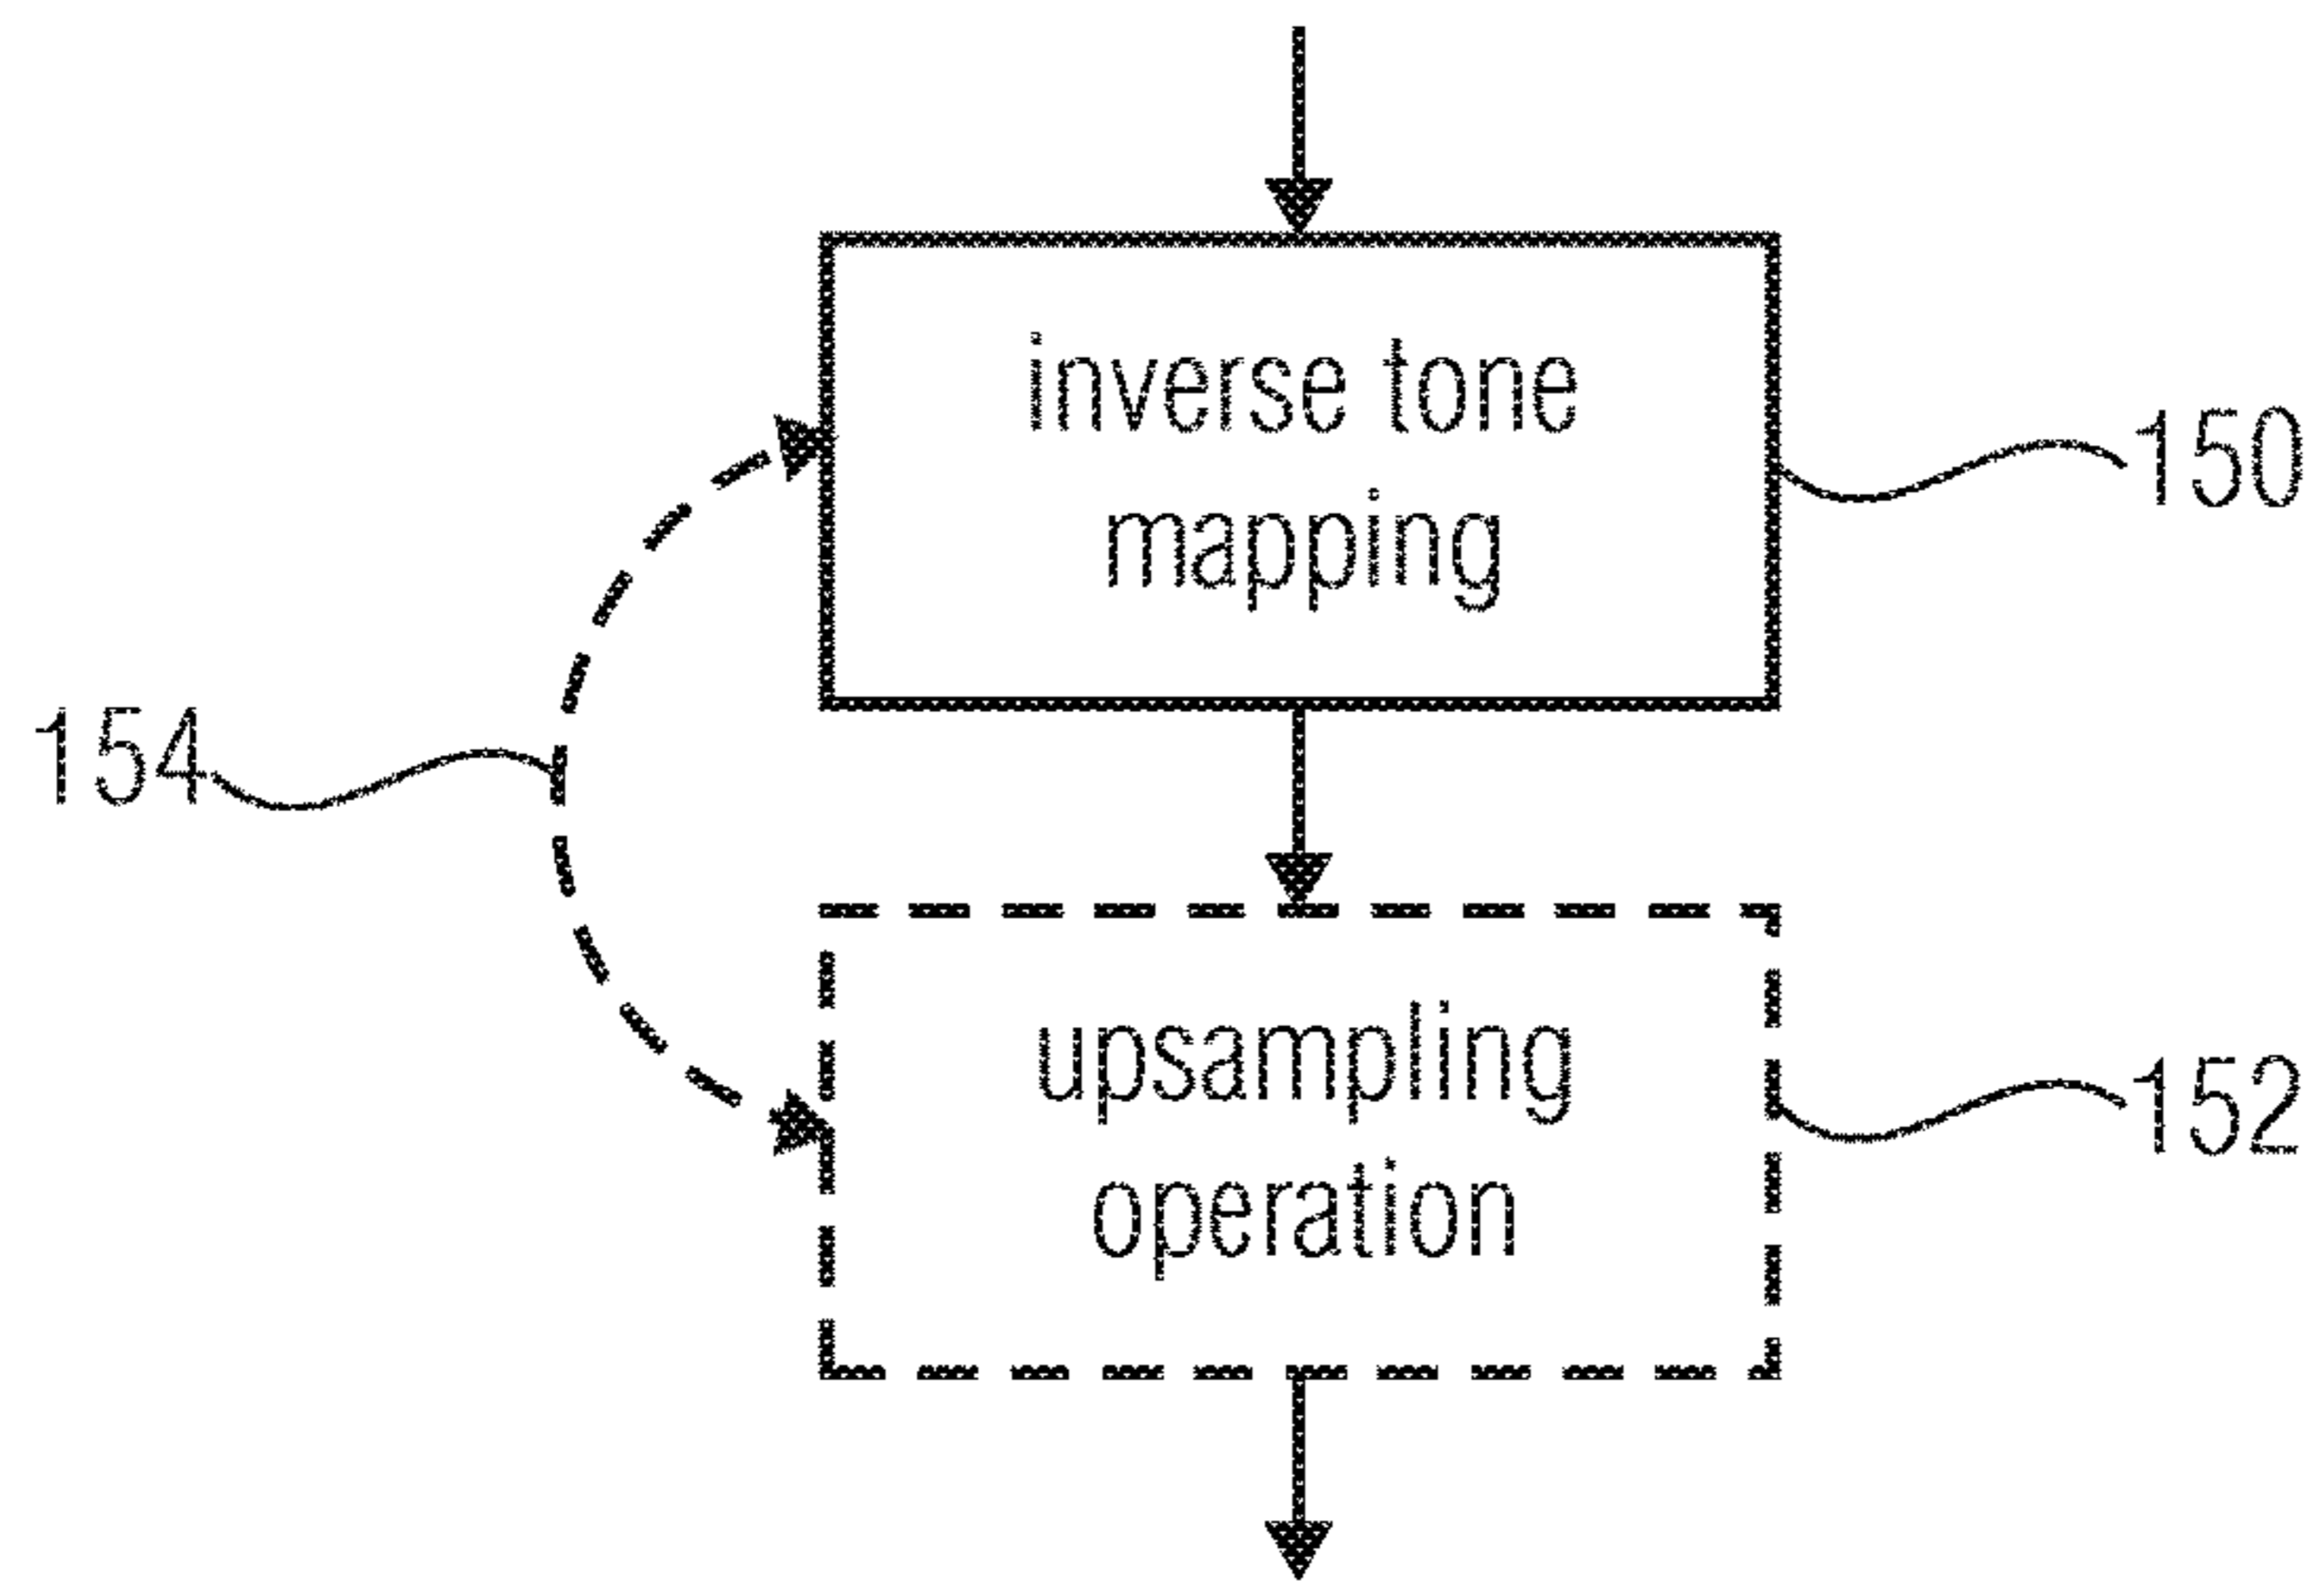 inverse tone
mapping
150
154
upsampling
operation
152